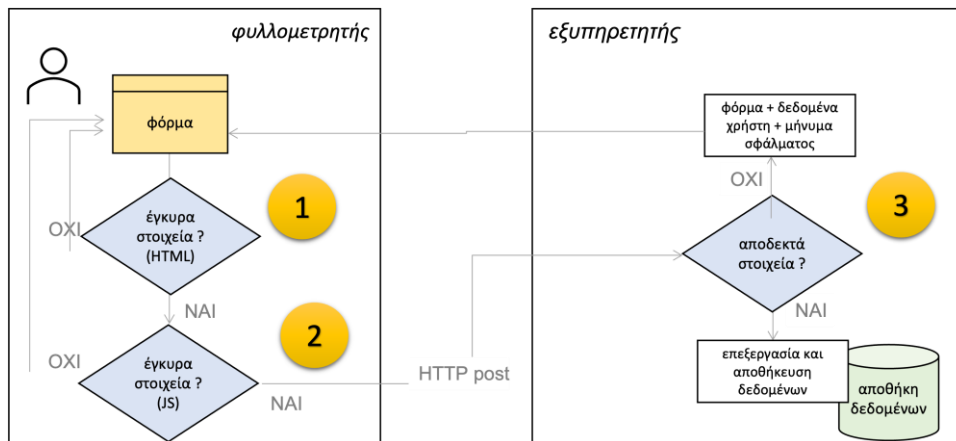 φυλλομετρητής
φόρμα
1
έγκυρα
στοιχεία ?
(HTML)
ΟΧΙ
ΝΑΙ
2
έγκυρα
στοιχεία ?
(JS)
ΟΧΙ
ΝΑΙ
HTTP post
εξυπηρετητής
φόρμα + δεδομένα
χρήστη + μήνυμα
σφάλματος
ΟΧΙ
3
αποδεκτά
στοιχεία ?
ΝΑΙ
επεξεργασία και
αποθήκευση
δεδομένων
αποθήκη
δεδομένων